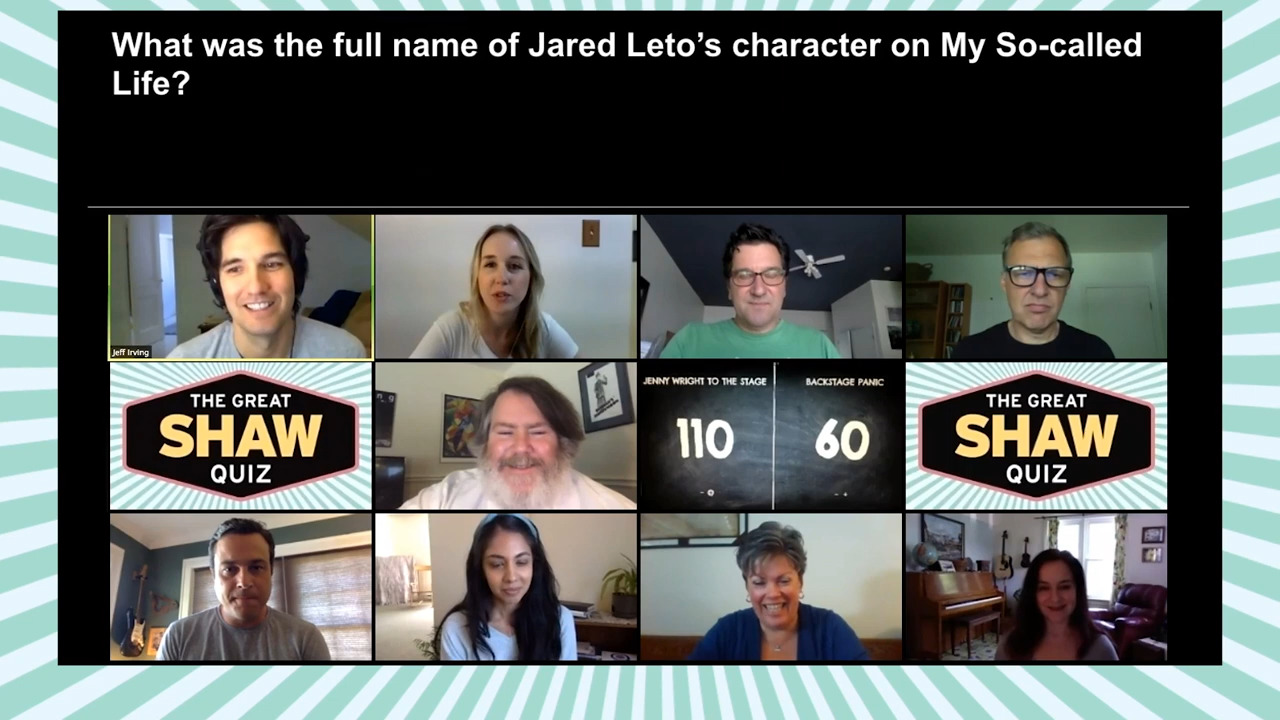 What was the full name of Jared Leto’s character on My So-called
Life?
Jeff Irving
THE GREAT
SHAW
QUIZ
JENNY WRIGHT TO THE STAGE
110
BACKSTAGE PANIC
60
THE GREAT
SHAW
QUIZ